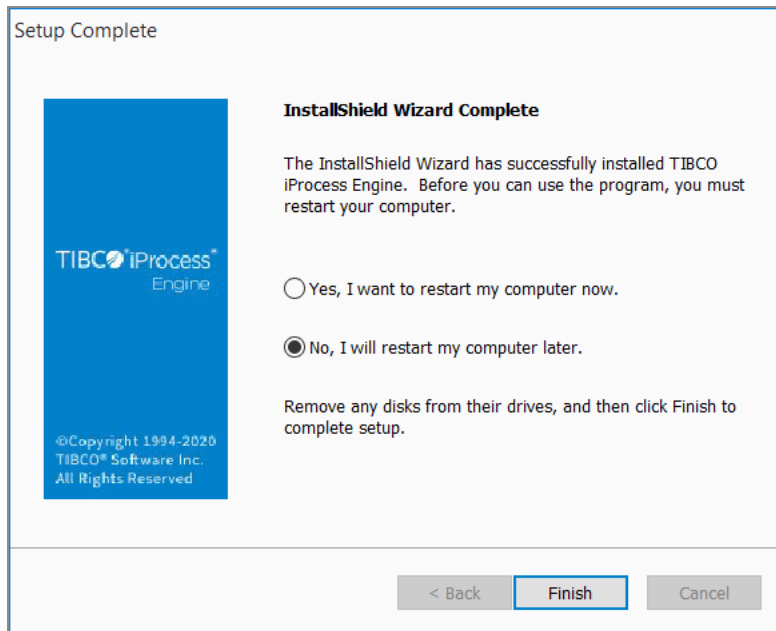 Setup Complete
InstallShield Wizard Complete
The InstallShield Wizard has successfully installed TIBCO
iProcess Engine.  Before you can use the program, you must
restart your computer.
TIBCO® iProcess®
Engine
Yes, I want to restart my computer now.
No, I will restart my computer later.
Remove any disks from their drives, and then click Finish to
complete setup.
©Copyright 1994-2020
TIBCO® Software Inc.
All Rights Reserved
< Back
Finish
Cancel